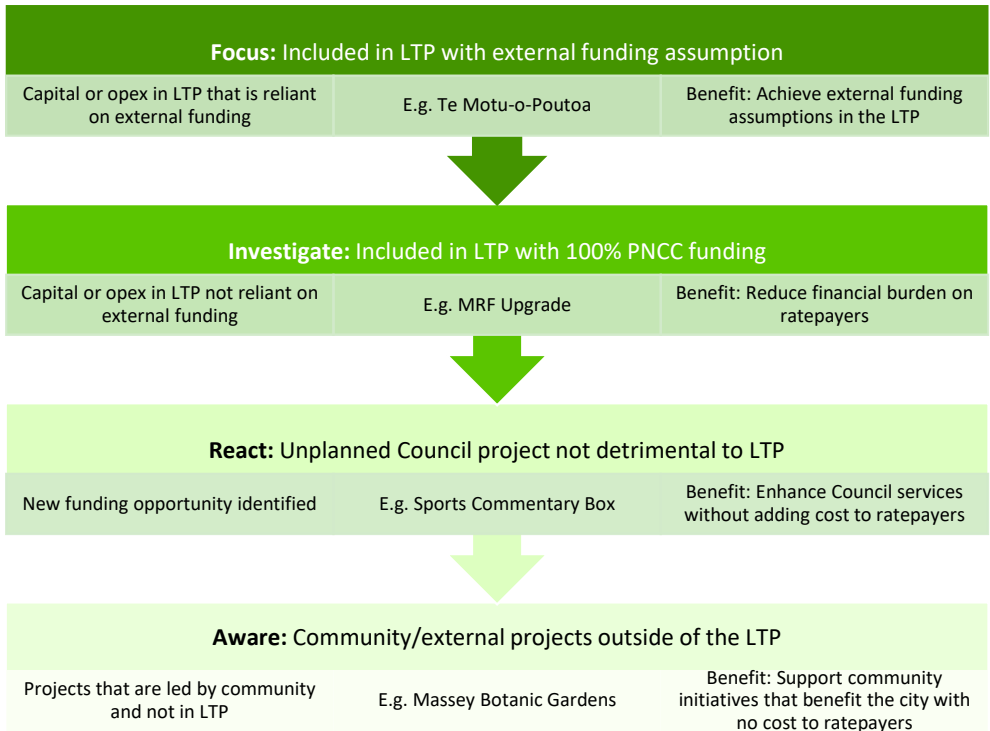 Focus: Included in LTP with external funding assumption
Capital or opex in LTP that is reliant
on external funding
E.g. Te Motu-o-Poutoa
Benefit: Achieve external funding
assumptions in the LTP
Investigate: Included in LTP with 100% PNCC funding
Capital or opex in LTP not reliant on
external funding
E.g. MRF Upgrade
Benefit: Reduce financial burden on
ratepayers
React: Unplanned Council project not detrimental to LTP
New funding opportunity identified
E.g. Sports Commentary Box
Benefit: Enhance Council services
without adding cost to ratepayers
Aware: Community/external projects outside of the LTP
Projects that are led by community
and not in LTP
E.g. Massey Botanic Gardens
Benefit: Support community
initiatives that benefit the city with
no cost to ratepayers